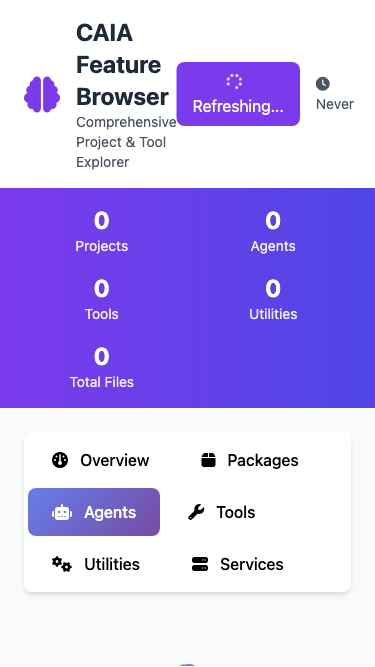 CAIA
Feature
Browser
Comprehensive
Project & Tool
Explorer
Refreshing...
Never
0
Projects
0
Agents
0
Tools
0
Utilities
0
Total Files
Overview
Packages
Agents
Tools
Utilities
Services